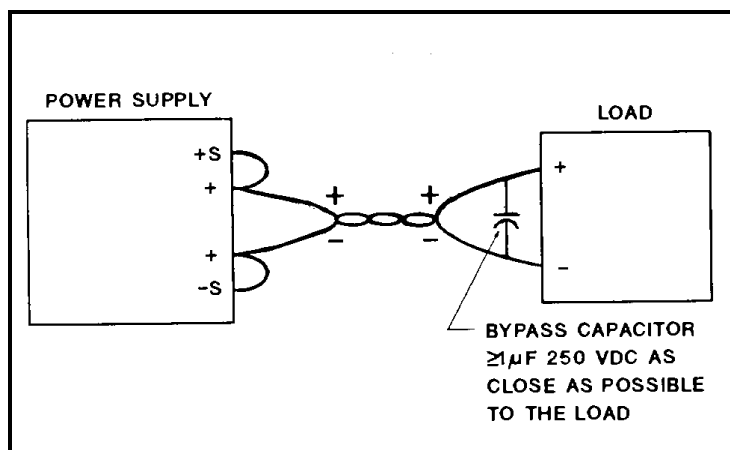 POWER SUPPLY
LOAD
+S
+
+
-S
+
-
+
-
+
-
BYPASS CAPACITOR
≥1µF 250 VDC AS
CLOSE AS POSSIBLE
TO THE LOAD